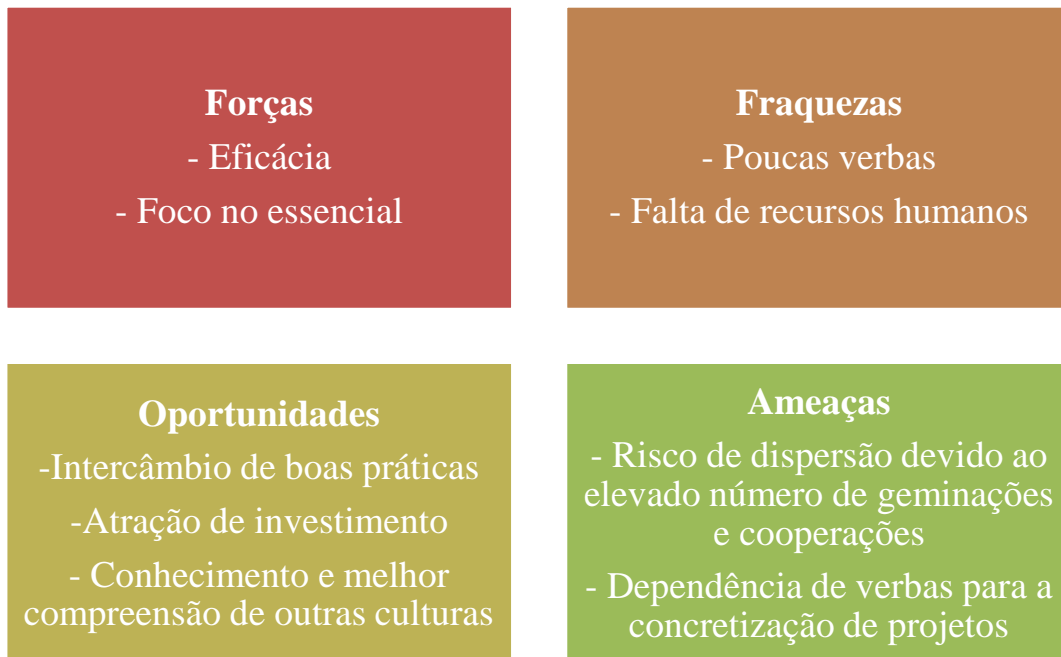 Forças
- Eficácia
- Foco no essencial
Fraquezas
- Poucas verbas
- Falta de recursos humanos
Oportunidades
-Intercâmbio de boas práticas
-Atração de investimento
- Conhecimento e melhor
compreensão de outras culturas
Ameaças
- Risco de dispersão devido ao
elevado número de geminações
e cooperações
- Dependência de verbas para a
concretização de projetos